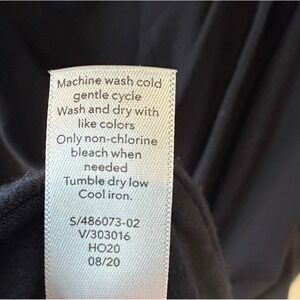 Machine wash cold
gentle cycle
Wash and dry with
like colors
Only non-chlorine
bleach when
needed
Tumble dry low
Cool iron.
S/486073-02
V/303016
HO20
08/20